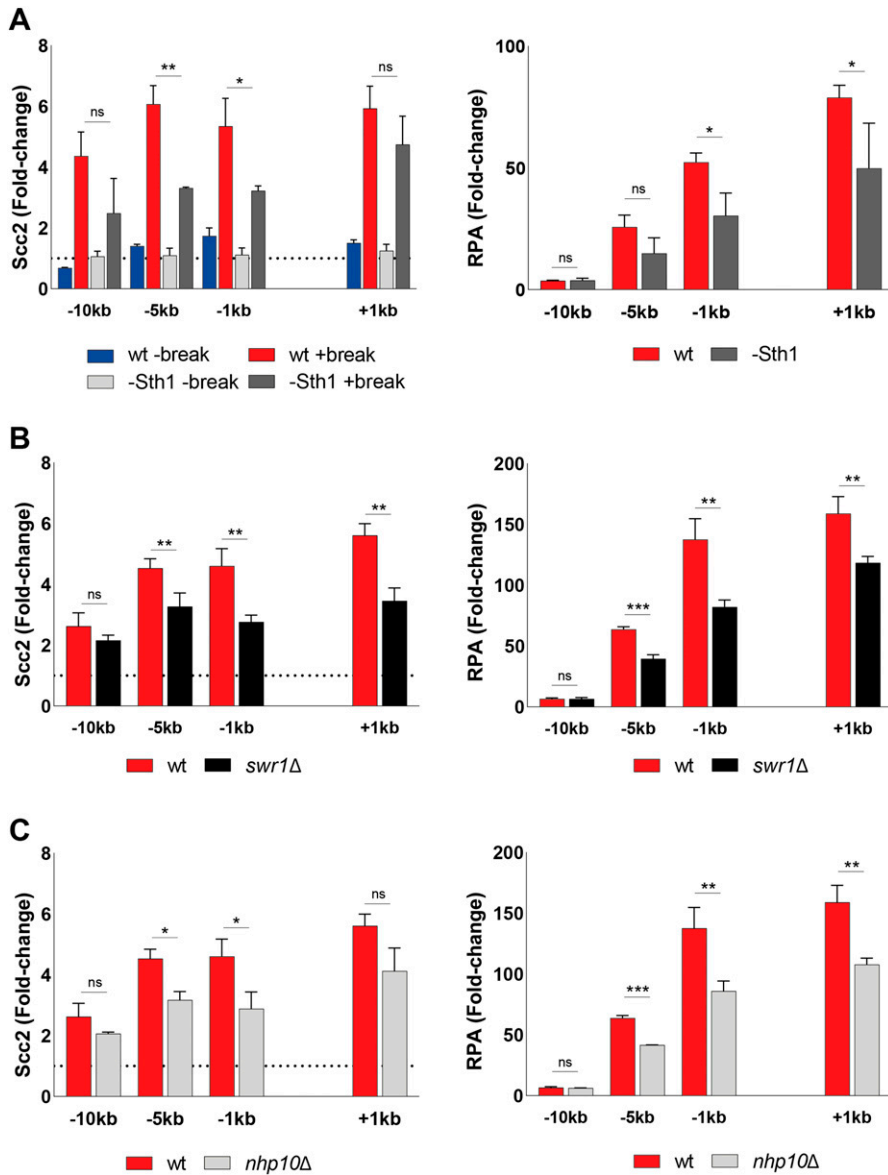 A
Scc2 (Fold-change)
8
6
4
2
0
ns
**
*
ns
-10kb -5kb -1kb +1kb
wt -break wt +break
-Sth1 -break -Sth1 +break
RPA (Fold-change)
100
50
0
ns
ns
*
*
-10kb -5kb -1kb +1kb
wt -Sth1
B
Scc2 (Fold-change)
8
6
4
2
0
ns
**
**
**
-10kb -5kb -1kb +1kb
wt swr1Δ
RPA (Fold-change)
200
150
100
50
0
ns
***
**
**
-10kb -5kb -1kb +1kb
wt swr1Δ
C
Scc2 (Fold-change)
8
6
4
2
0
ns
*
*
ns
-10kb -5kb -1kb +1kb
wt nhp10Δ
RPA (Fold-change)
200
150
100
50
0
ns
***
**
**
-10kb -5kb -1kb +1kb
wt nhp10Δ